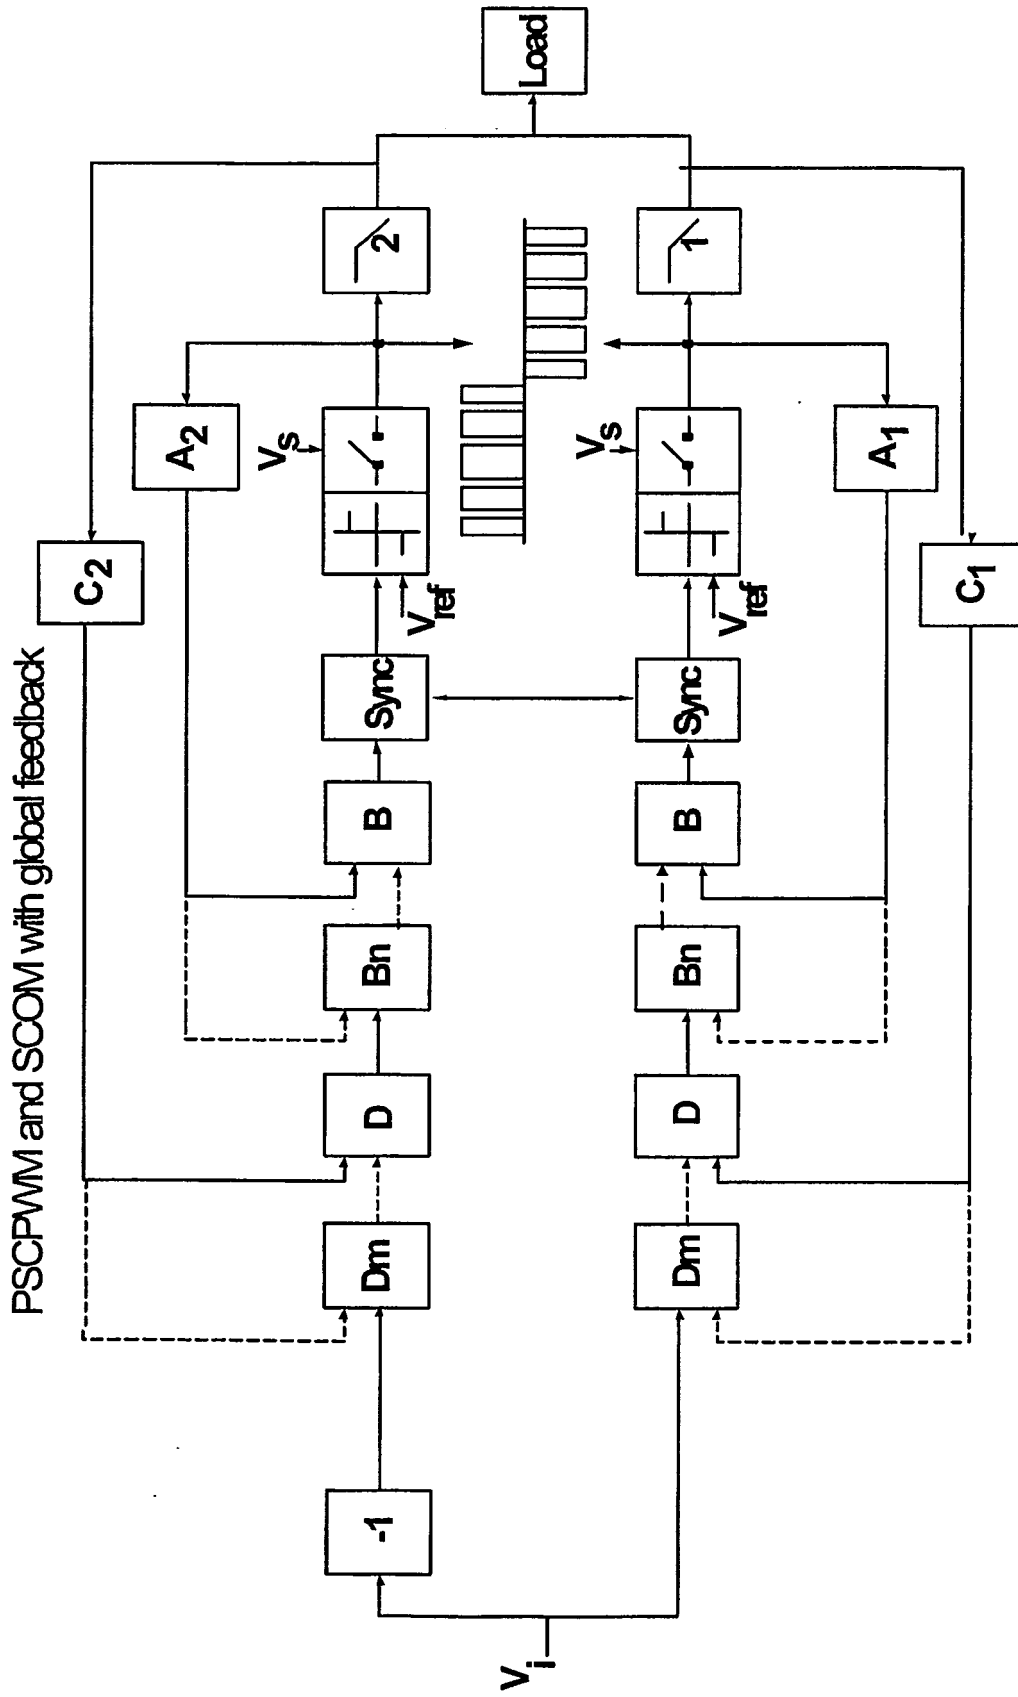 PSCPWM and SCOM with global feedback
C2
C1
A2
A1
Vi
-1
Dm
D
Bn
B
Sync
Vref
Vs
2
Load
Dm
D
Bn
B
Sync
Vref
Vs
1